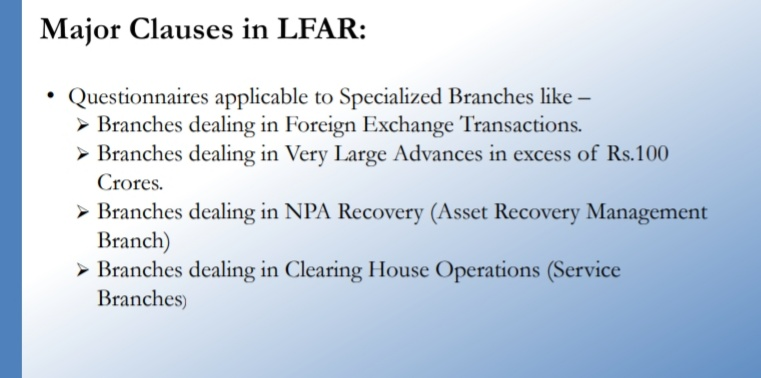 Major Clauses in LFAR:
• Questionnaires applicable to Specialized Branches like –
➢ Branches dealing in Foreign Exchange Transactions.
➢ Branches dealing in Very Large Advances in excess of Rs.100
Crores.
➢ Branches dealing in NPA Recovery (Asset Recovery Management
Branch)
➢ Branches dealing in Clearing House Operations (Service
Branches)